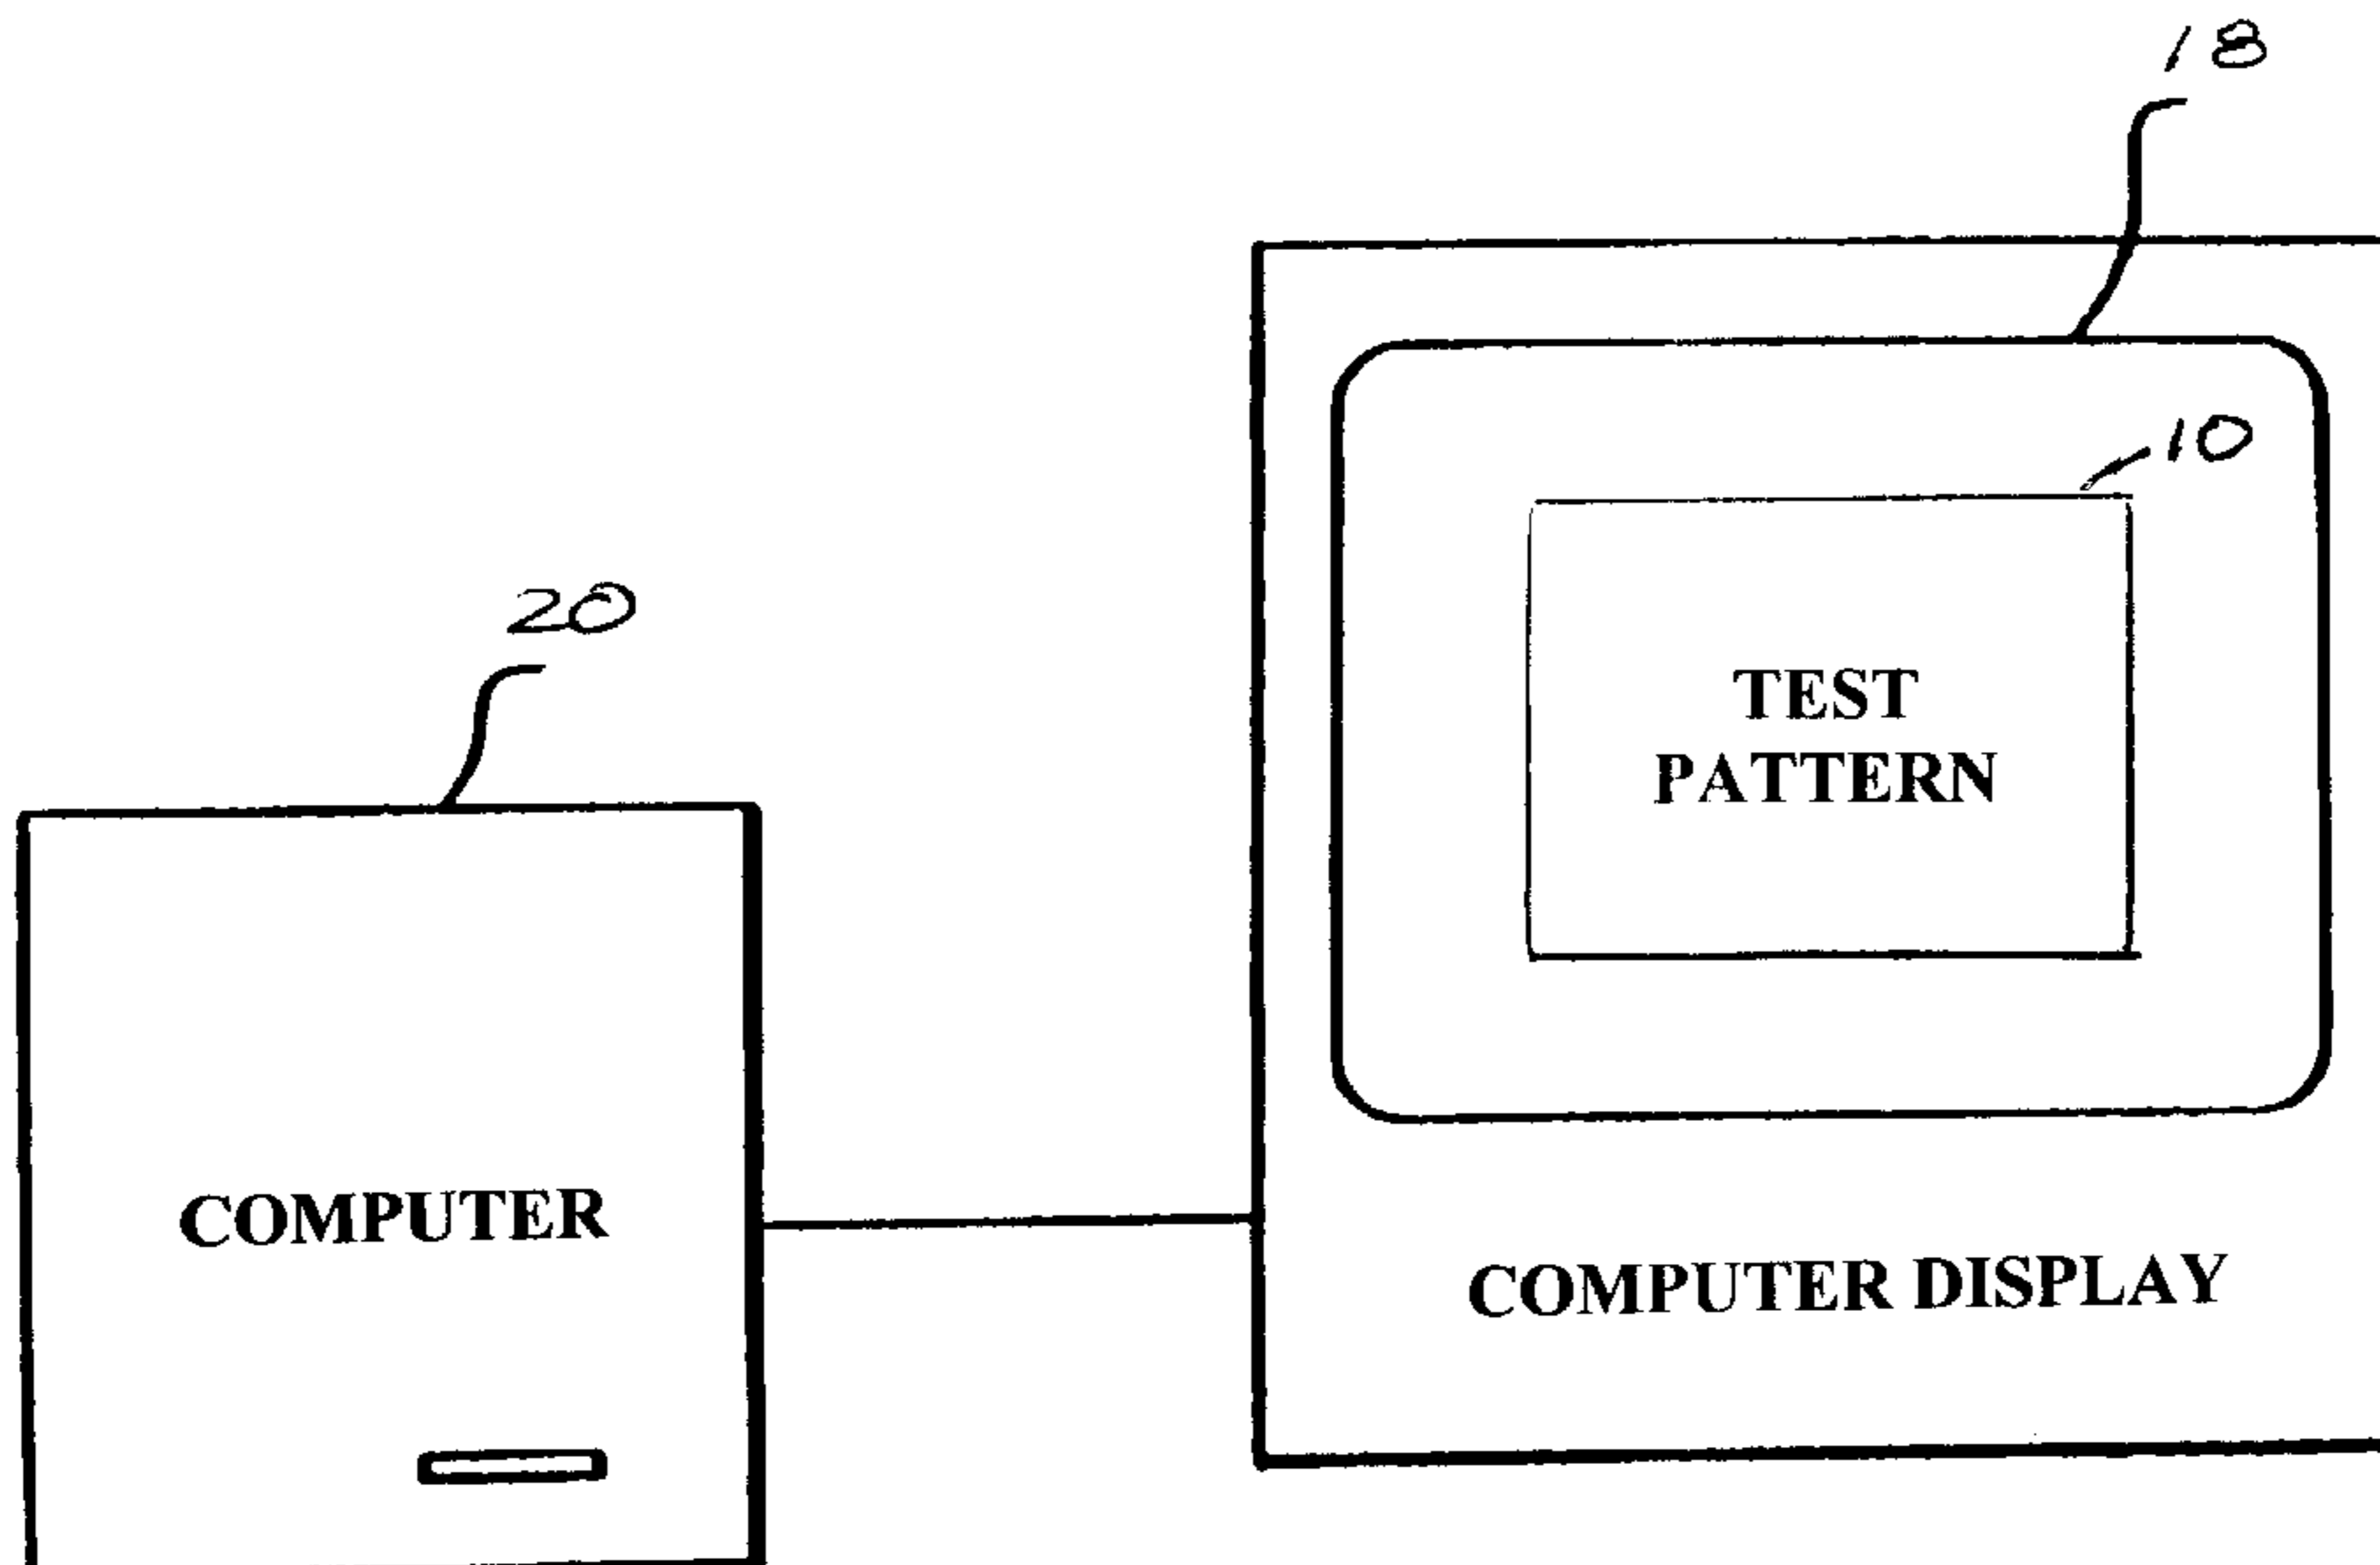 18
10
20
TEST
PATTERN
COMPUTER
COMPUTER DISPLAY